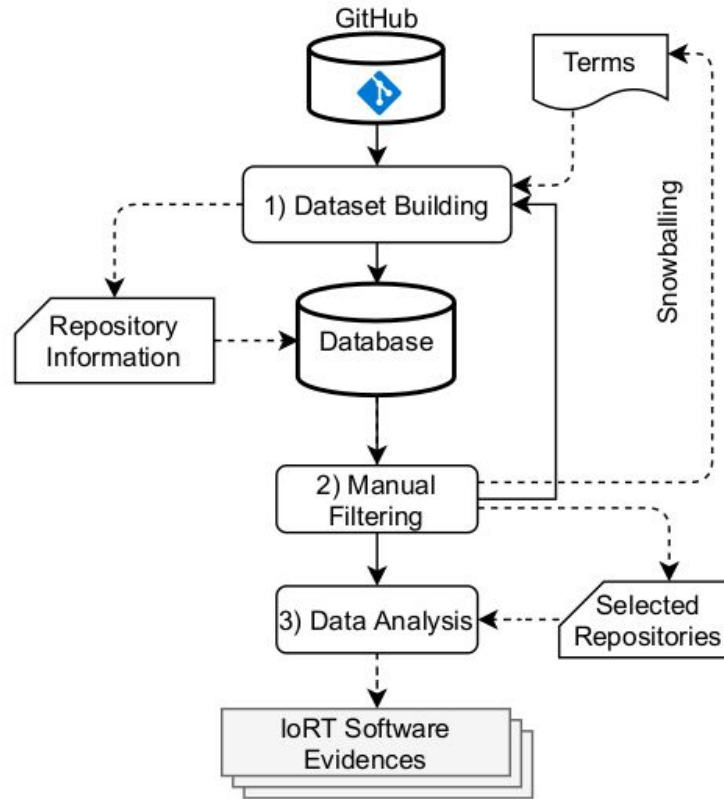 GitHub
Terms
1) Dataset Building
Snowballing
Repository
Information
Database
2) Manual
Filtering
3) Data Analysis
Selected
Repositories
IoRT Software
Evidences